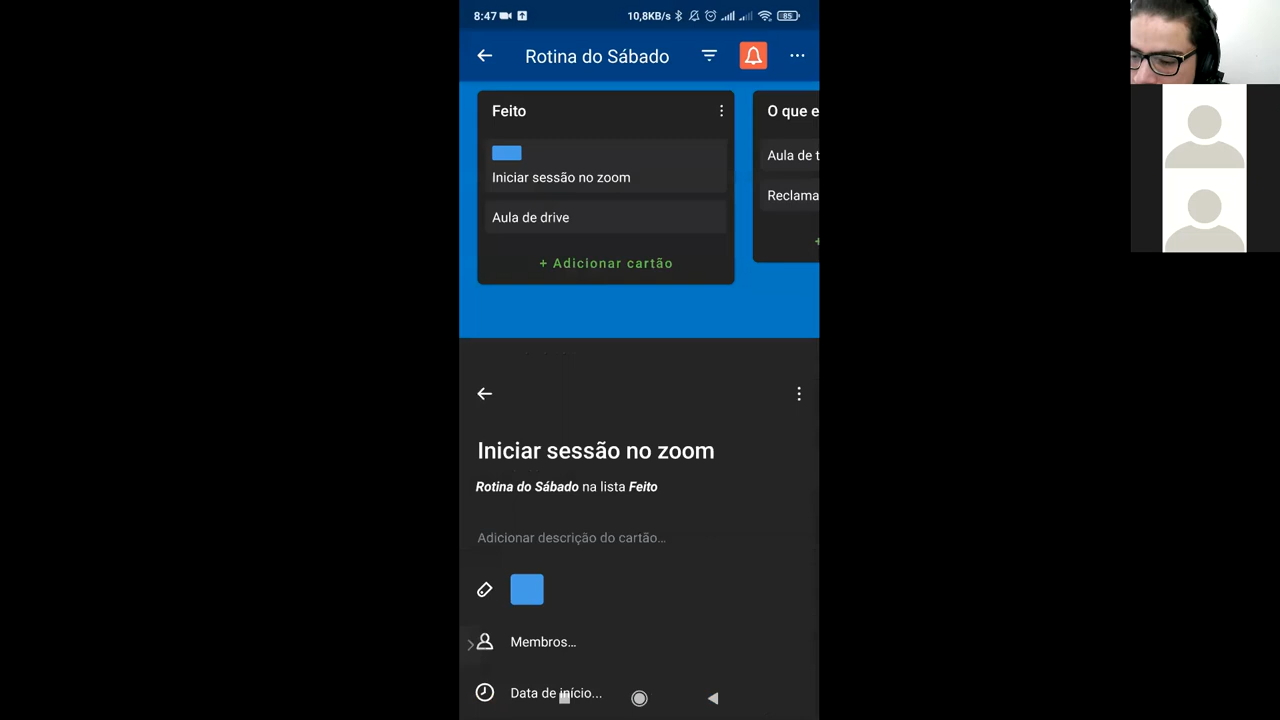 8:47
10,8KB/s
85
Rotina do Sábado
Feito
Iniciar sessão no zoom
Aula de drive
+ Adicionar cartão
O que e
Aula de t
Reclama
+
Iniciar sessão no zoom
Rotina do Sábado na lista Feito
Adicionar descrição do cartão...
Membros...
Data de início...